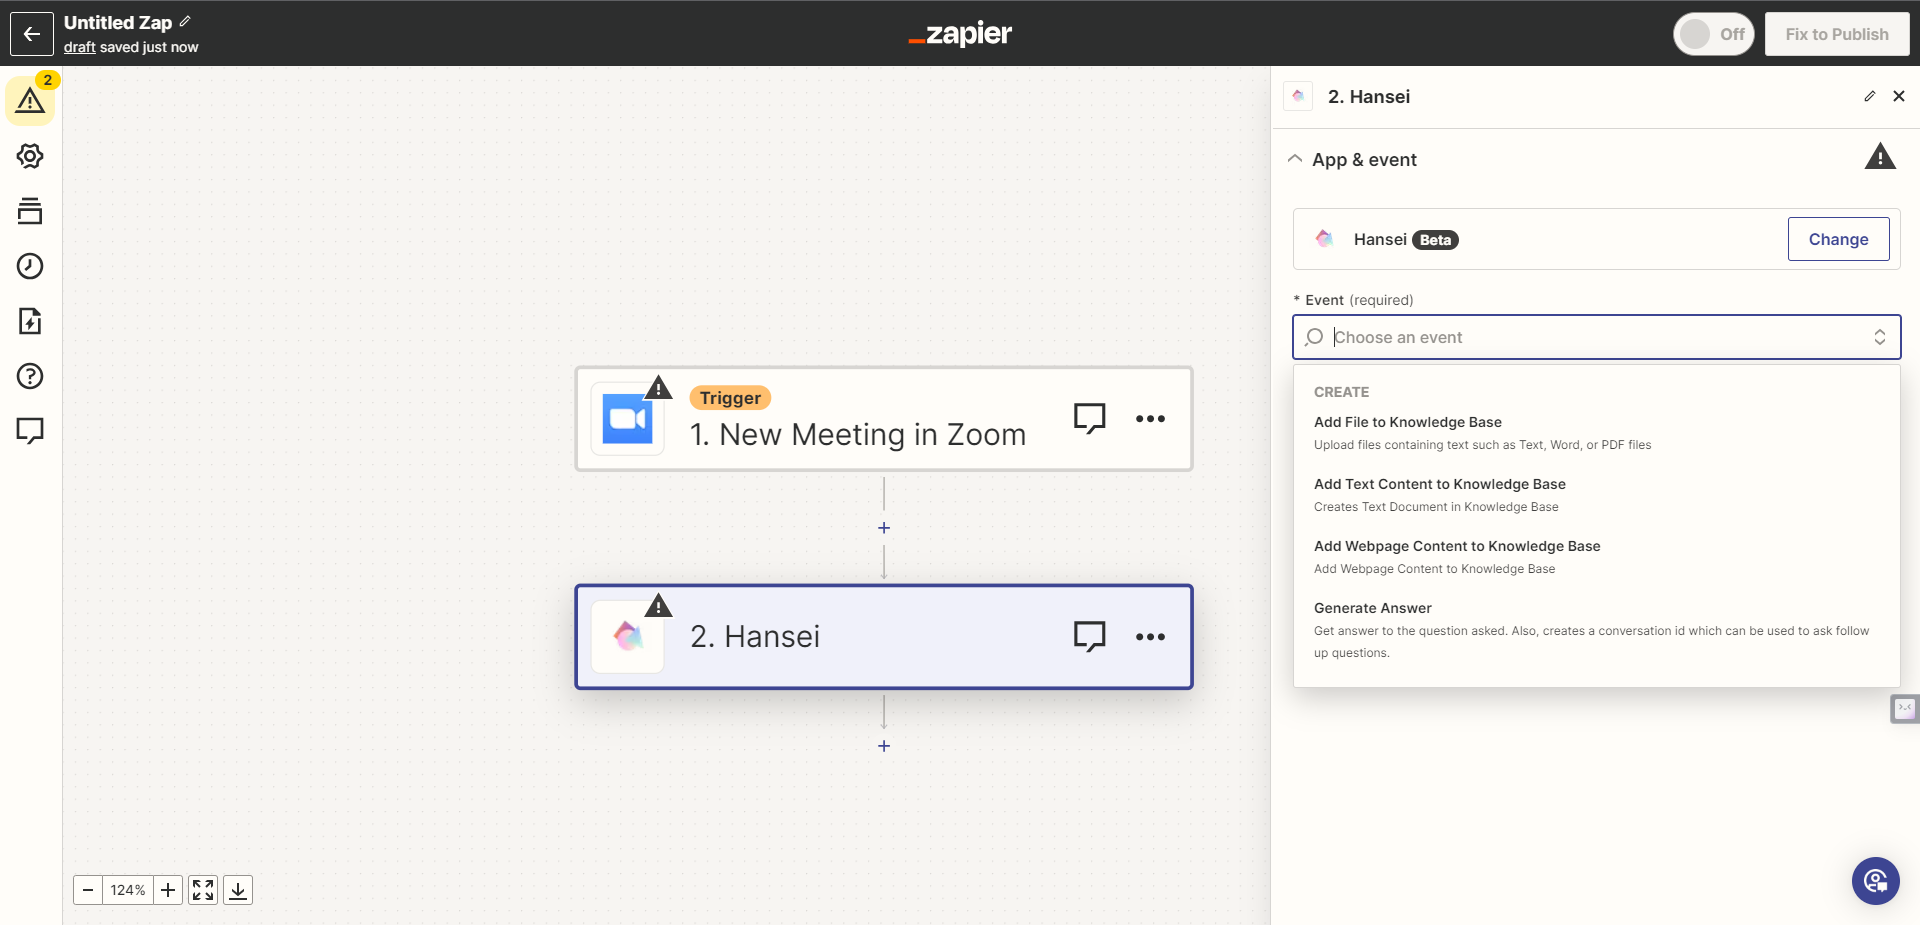 Untitled Zap
draft saved just now
zapier
Off
Fix to Publish
2
2. Hansei
App & event
Hansei Beta
Change
* Event (required)
Choose an event
CREATE
Add File to Knowledge Base
Upload files containing text such as Text, Word, or PDF files
Add Text Content to Knowledge Base
Creates Text Document in Knowledge Base
Add Webpage Content to Knowledge Base
Add Webpage Content to Knowledge Base
Generate Answer
Get answer to the question asked. Also, creates a conversation id which can be used to ask follow
up questions.
Trigger
1. New Meeting in Zoom
2. Hansei
124%